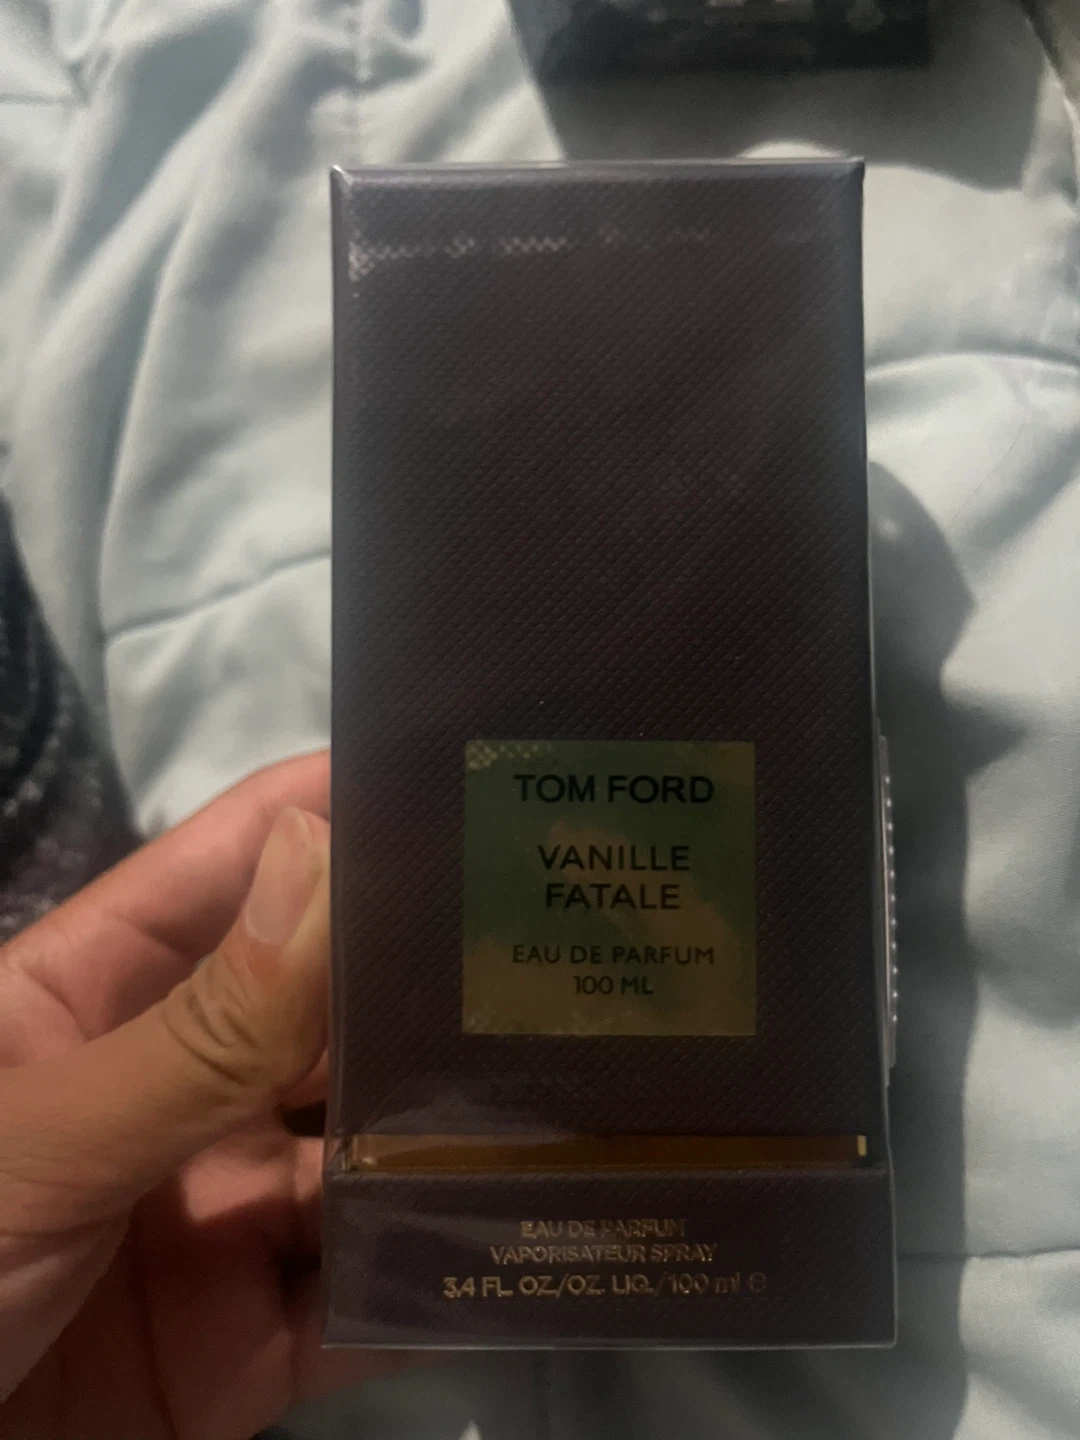 TOM FORD
VANILLE
FATALE
EAU DE PARFUM
100 ML
EAU DE PARFUM
VAPORISATEUR SPRAY
3,4 FL. OZ./OZ. LIQ./100 ml ℮